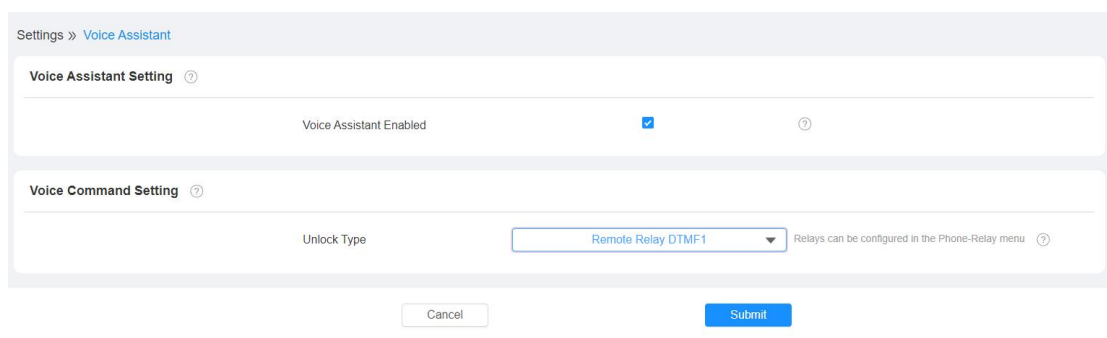 Settings » Voice Assistant
Voice Assistant Setting ?
Voice Assistant Enabled ?
Voice Command Setting ?
Unlock Type Remote Relay DTMF1 Relays can be configured in the Phone-Relay menu ?
Cancel Submit